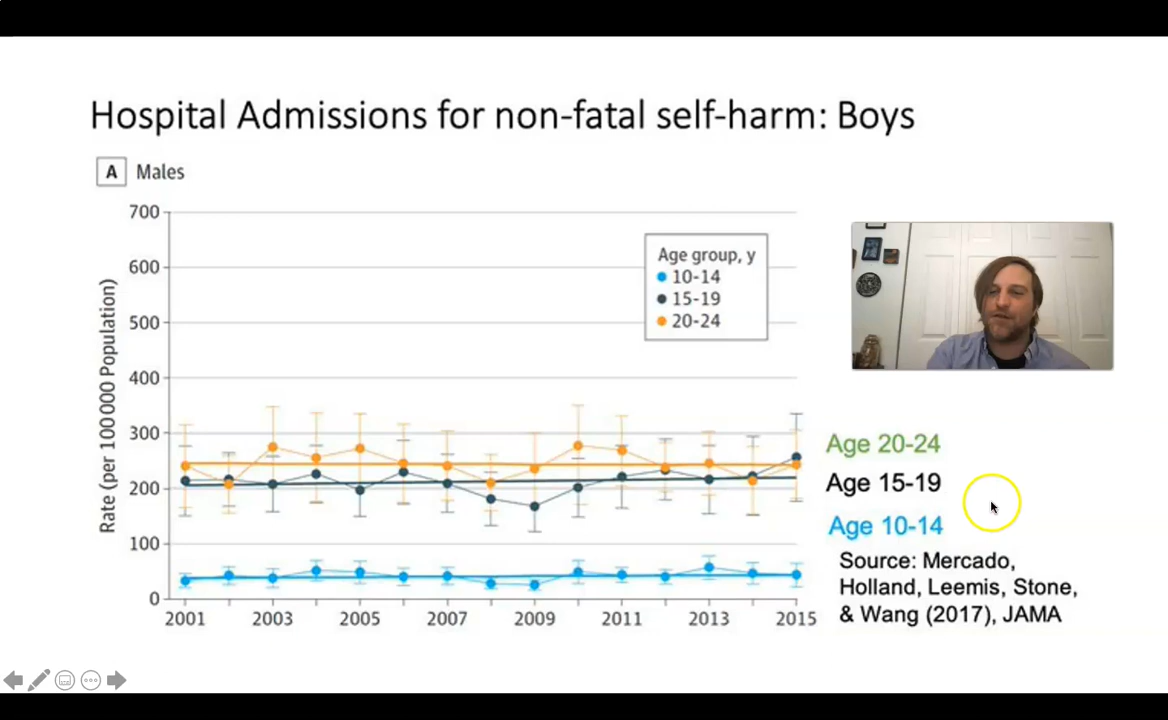 Hospital Admissions for non-fatal self-harm: Boys
A Males
700
600
500
400
300
200
100
0
Rate (per 100 000 Population)
Age group, y
10-14
15-19
20-24
2001 2003 2005 2007 2009 2011 2013 2015
Age 20-24
Age 15-19
Age 10-14
Source: Mercado,
Holland, Leemis, Stone,
& Wang (2017), JAMA